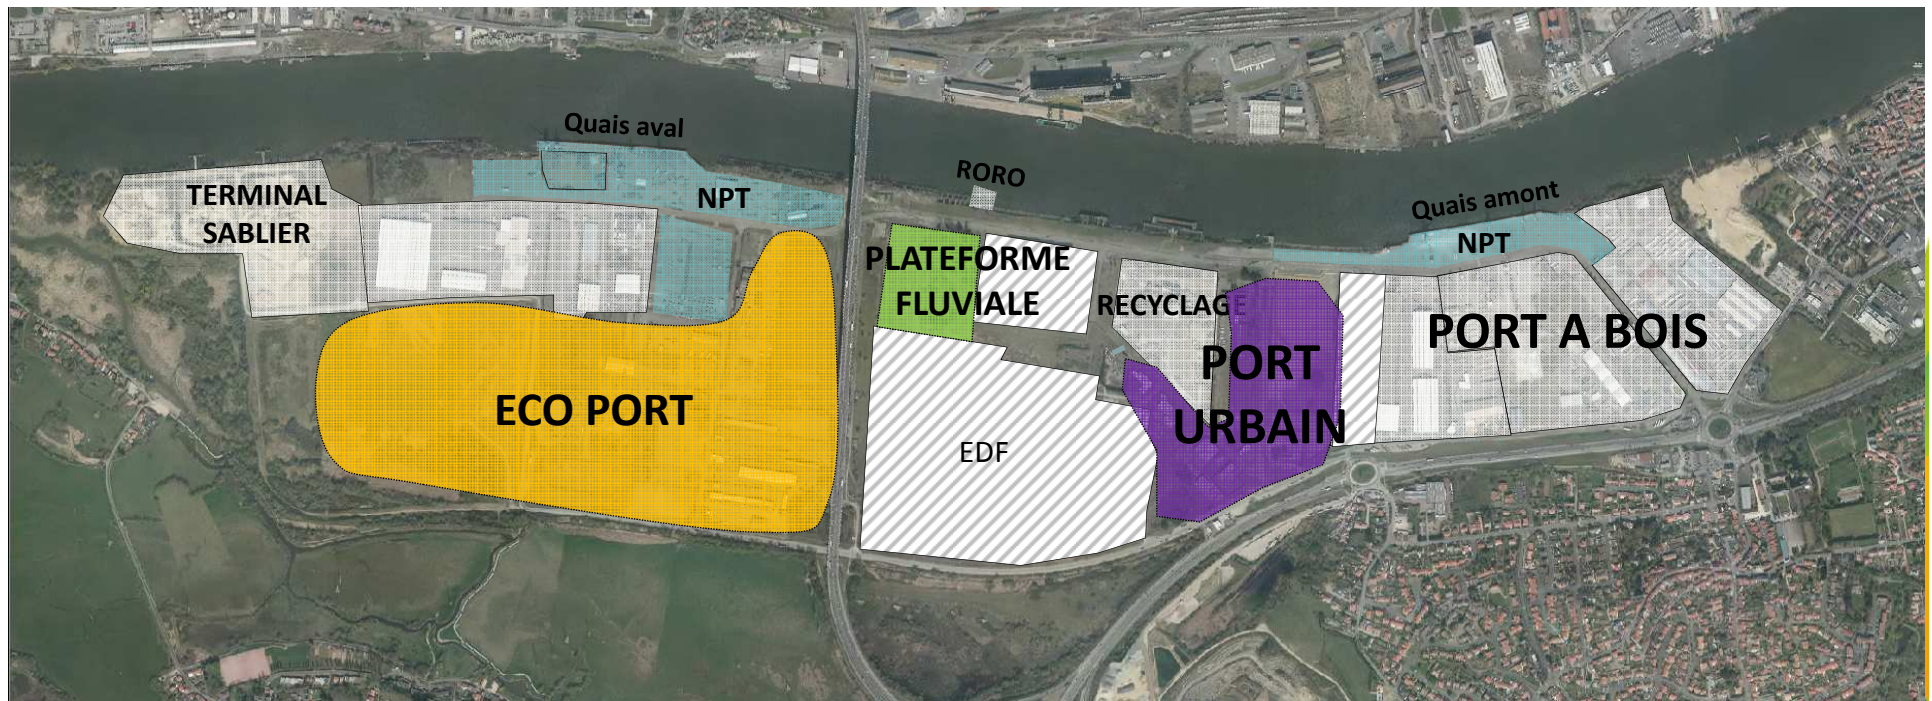 Quais aval
TERMINAL
SABLIER
NPT
RORO
Quais amont
NPT
PLATEFORME
FLUVIALE
RECYCLAGE
PORT A BOIS
PORT
URBAIN
ECO PORT
EDF